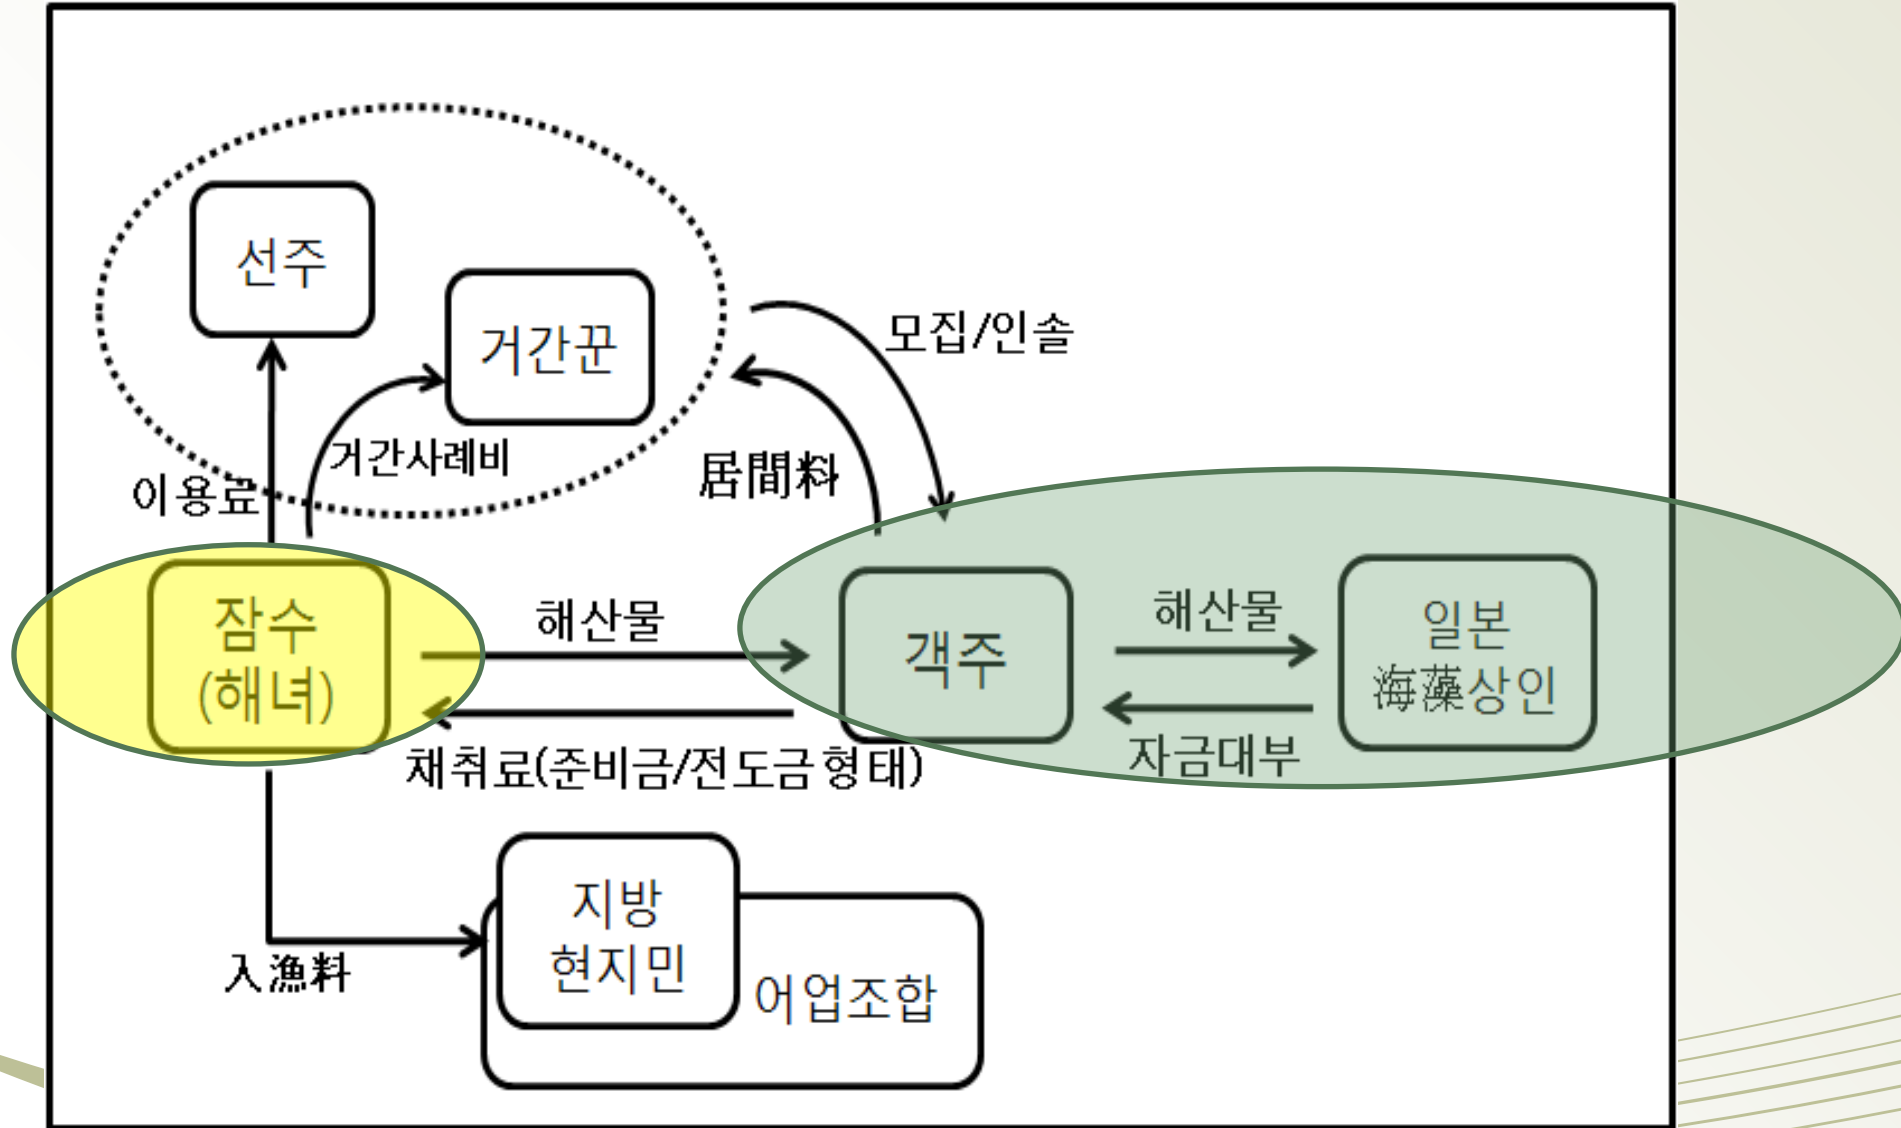 선주
거간꾼
모집/인솔
거간사례비
居間料
이용료
잠수
(해녀)
해산물
객주
해산물
일본
海藻상인
채취료(준비금/전도금 형태)
자금대부
지방
현지민
어업조합
入漁料